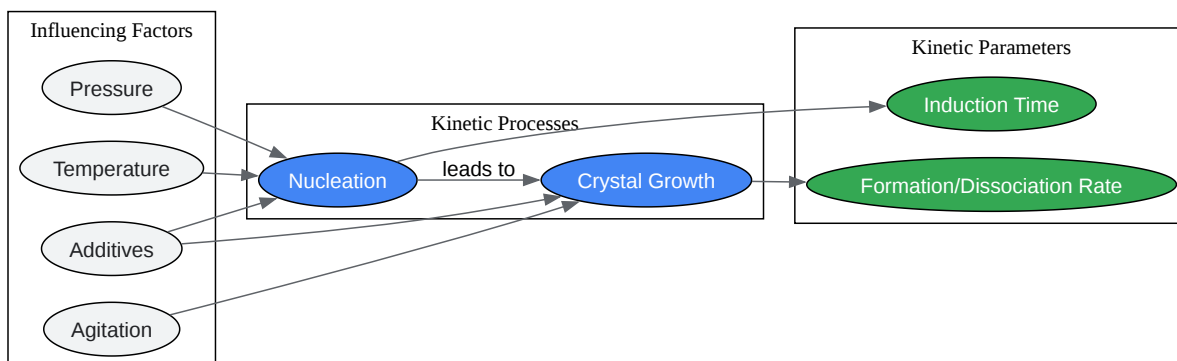 Influencing Factors
Pressure
Temperature
Additives
Agitation
Kinetic Processes
Nucleation
leads to
Crystal Growth
Kinetic Parameters
Induction Time
Formation/Dissociation Rate